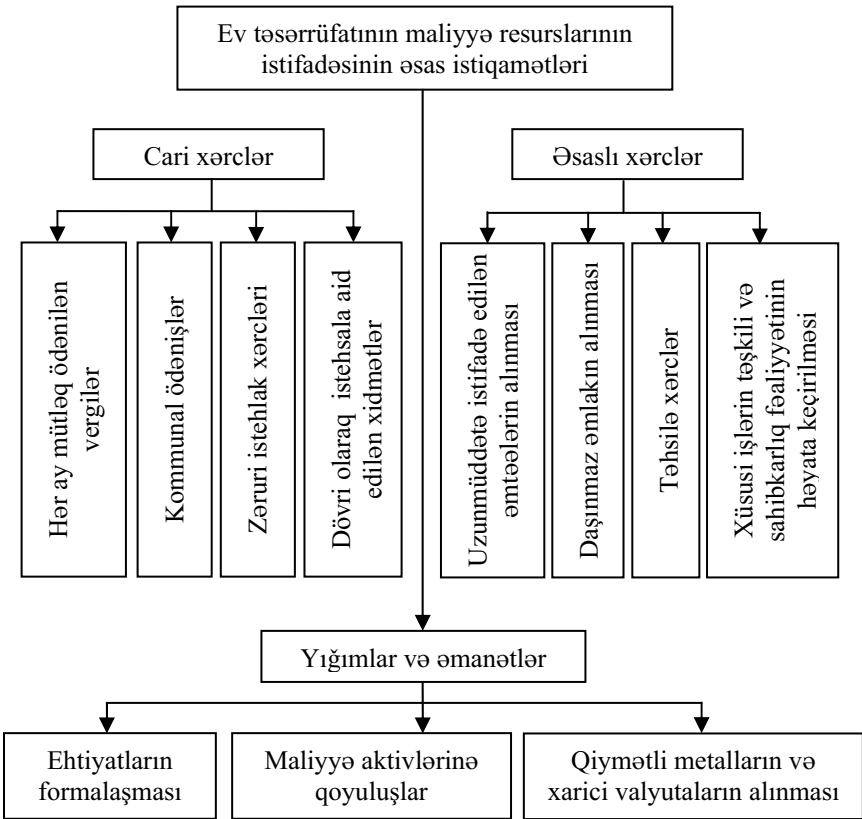 Ev təsərrüfatının maliyyə resurslarının
istifadəsinin əsas istiqamətləri
Cari xərclər
Əsaslı xərclər
Hər ay mütləq ödənilən
vergilər
Kommunal ödənişlər
Zəruri istehlak xərcləri
Dövri olaraq istehsala aid
edilən xidmətlər
Uzunmüddətə istifadə edilən
əmtəələrin alınması
Daşınmaz əmlakın alınması
Təhsilə xərclər
Xüsusi işlərin təşkili və
sahibkarlıq fəaliyyətinin
həyata keçirilməsi
Yığımlar və əmanətlər
Ehtiyatların
formalaşması
Maliyyə aktivlərinə
qoyuluşlar
Qiymətli metalların və
xarici valyutaların alınması